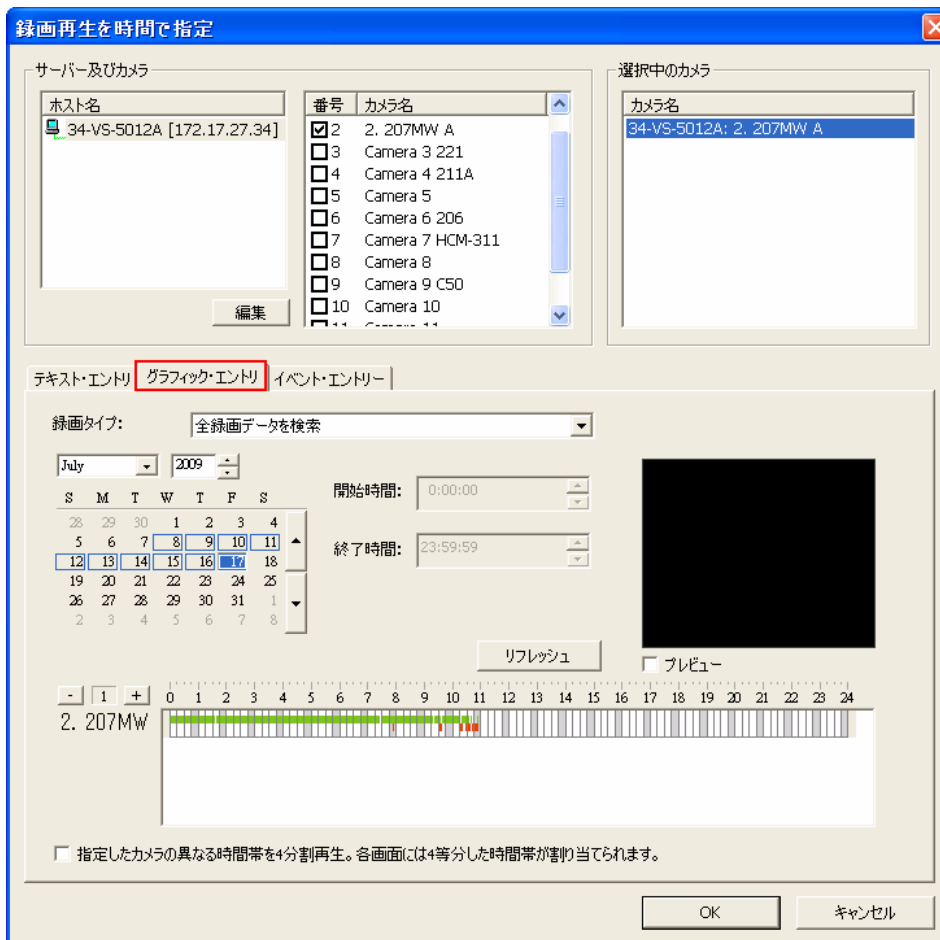 録画再生を時間で指定
サーバー及びカメラ
ホスト名
34-VS-5012A [172.17.27.34]
編集
番号 カメラ名
2 2. 207MW A
3 Camera 3 221
4 Camera 4 211A
5 Camera 5
6 Camera 6 206
7 Camera 7 HCM-311
8 Camera 8
9 Camera 9 C50
10 Camera 10
選択中のカメラ
カメラ名
34-VS-5012A: 2. 207MW A
テキスト・エントリ グラフィック・エントリ イベント・エントリー
録画タイプ: 全録画データを検索
July 2009
S M T W T F S
28 29 30 1 2 3 4
5 6 7 8 9 10 11
12 13 14 15 16 17 18
19 20 21 22 23 24 25
26 27 28 29 30 31 1
2 3 4 5 6 7 8
開始時間: 0:00:00
終了時間: 23:59:59
リフレッシュ
プレビュー
- 1 + 0 1 2 3 4 5 6 7 8 9 10 11 12 13 14 15 16 17 18 19 20 21 22 23 24
2. 207MW
指定したカメラの異なる時間帯を4分割再生。各画面には4等分した時間帯が割り当てられます。
OK キャンセル